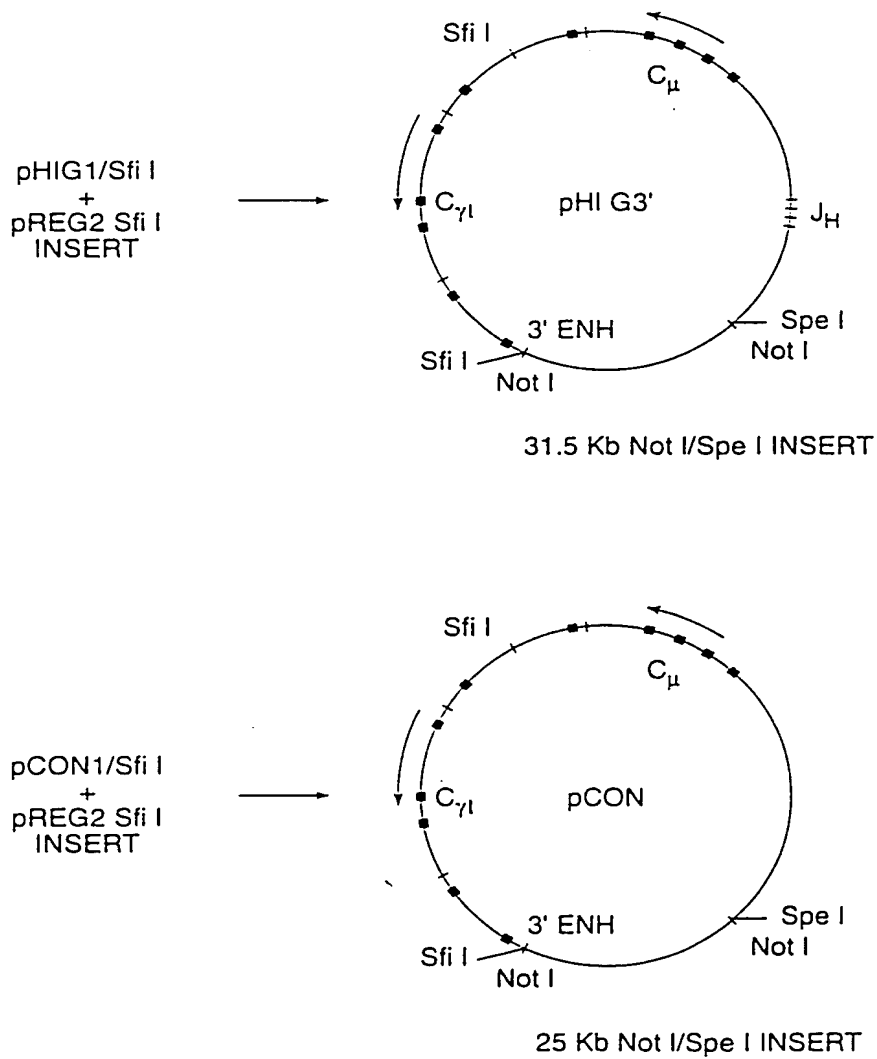 Sfi I
Cμ
pHIG1/Sfi I
+
pREG2 Sfi I
INSERT
CγI
pHI G3'
JH
3' ENH
Spe I
Sfi I
Not I
Not I
31.5 Kb Not I/Spe I INSERT
Sfi I
Cμ
pCON1/Sfi I
+
pREG2 Sfi I
INSERT
CγI
pCON
3' ENH
Spe I
Sfi I
Not I
Not I
25 Kb Not I/Spe I INSERT